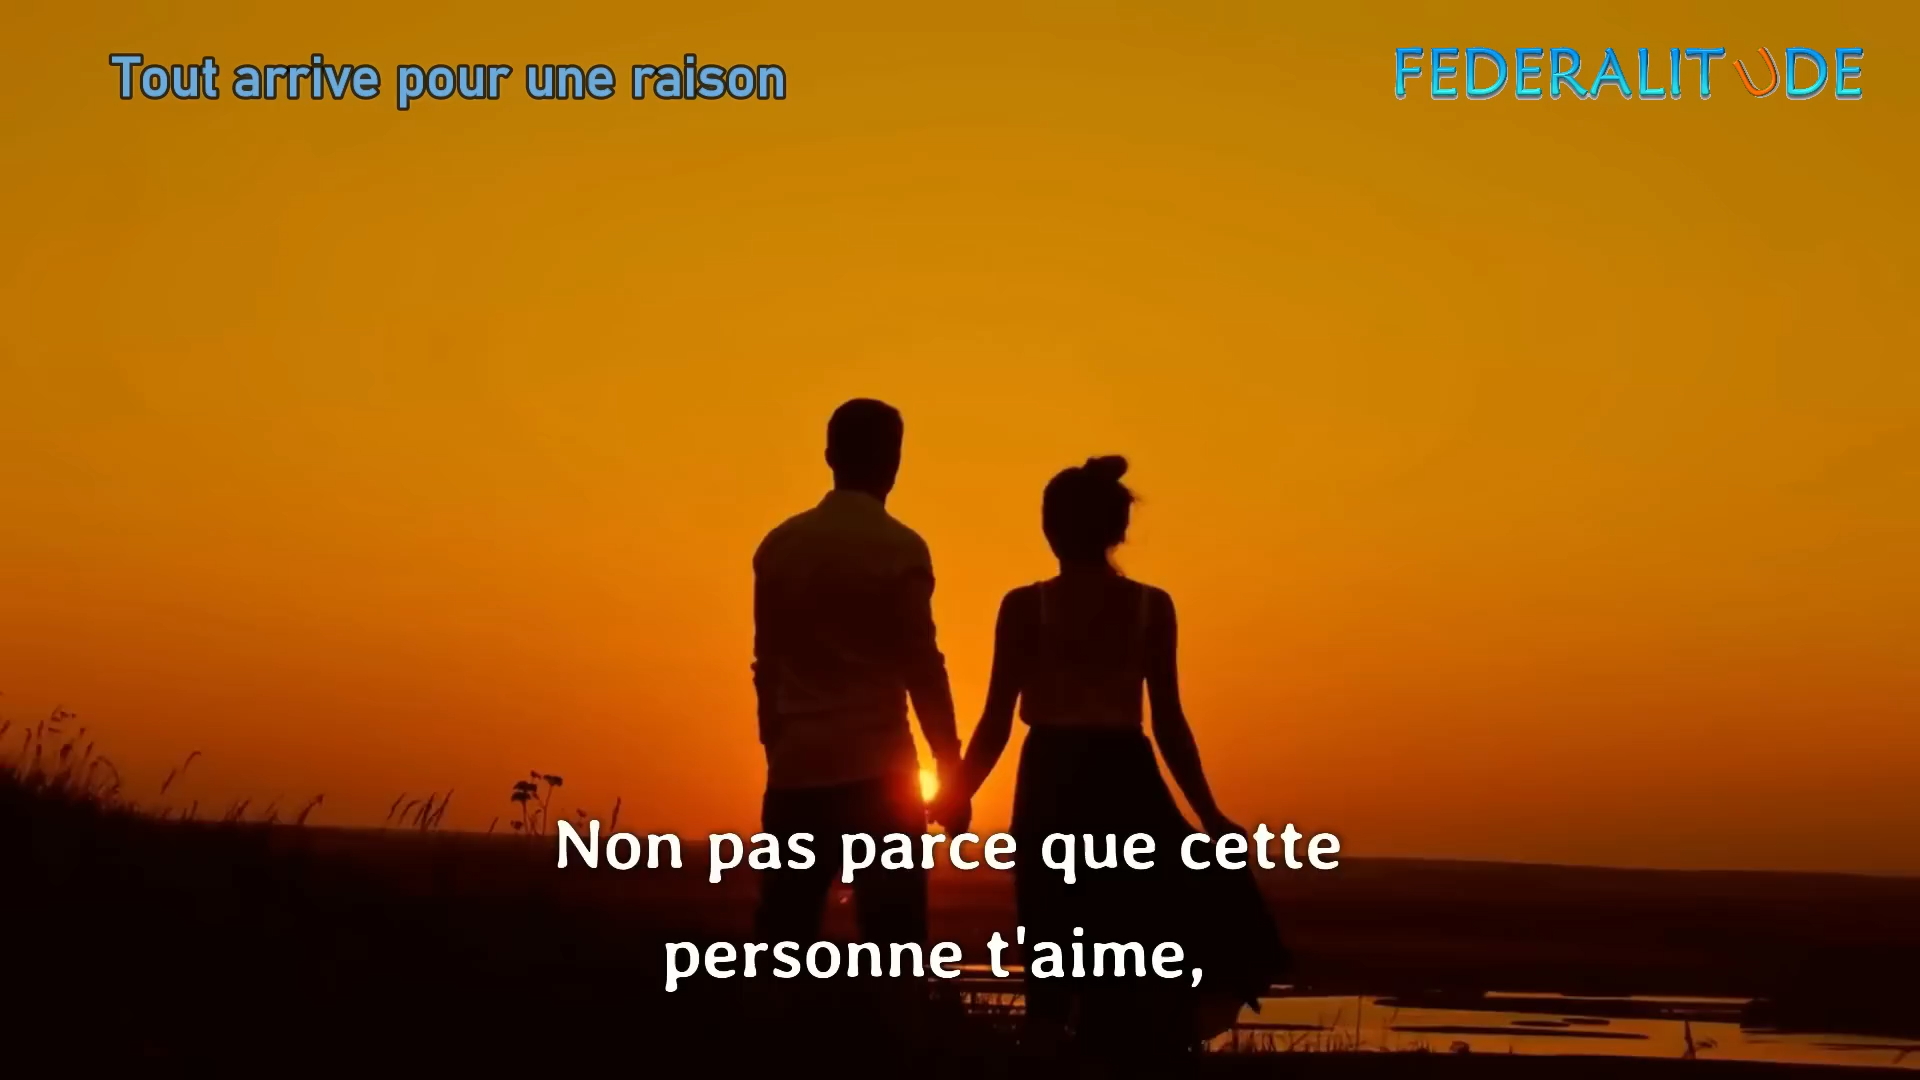 Tout arrive pour une raison
FEDERALITUDE
Non pas parce que cette
personne t'aime,